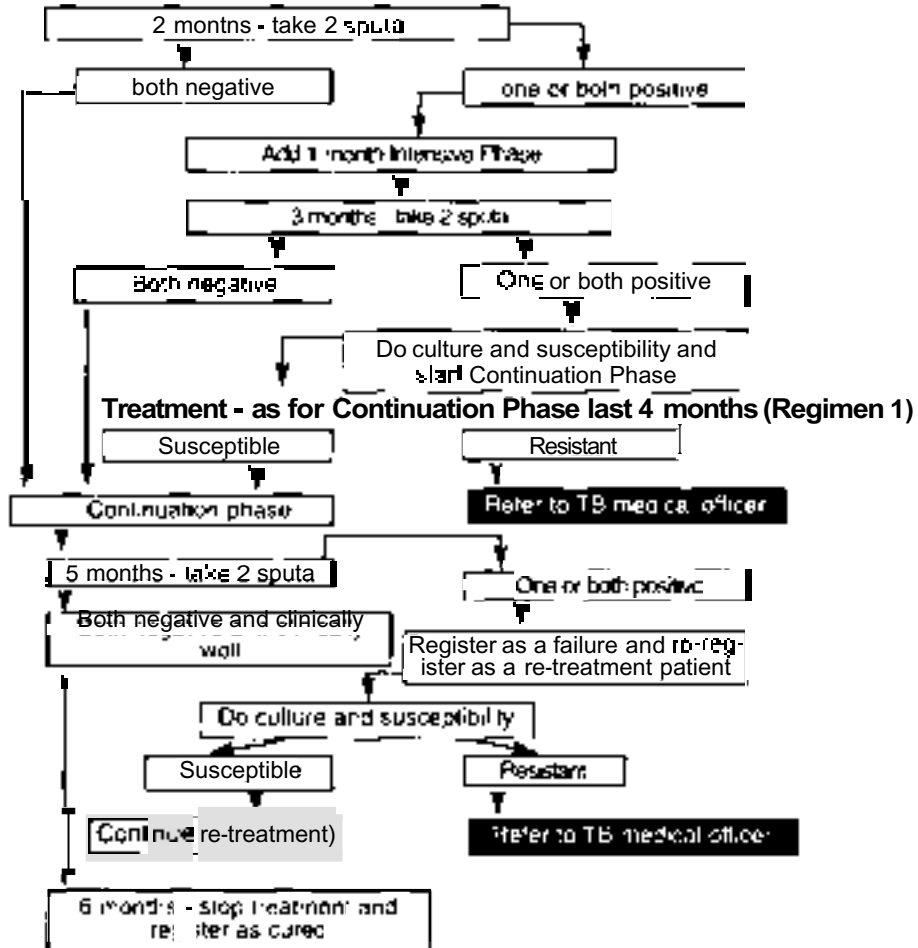 2 months - take 2 sputa
both negative
one or both positive
Add 1 month Intensive Phase
3 months - take 2 sputa
Both negative
One or both positive
Do culture and susceptibility and
start Continuation Phase
Treatment - as for Continuation Phase last 4 months (Regimen 1)
Susceptible
Resistant
Continuation phase
Refer to TB medical officer
5 months - take 2 sputa
One or both positive
Both negative and clinically
well
Register as a failure and re-reg-
ister as a re-treatment patient
Do culture and susceptibility
Susceptible
Resistant
Continue re-treatment)
Refer to TB medical officer
6 months - stop treatment and
register as cured